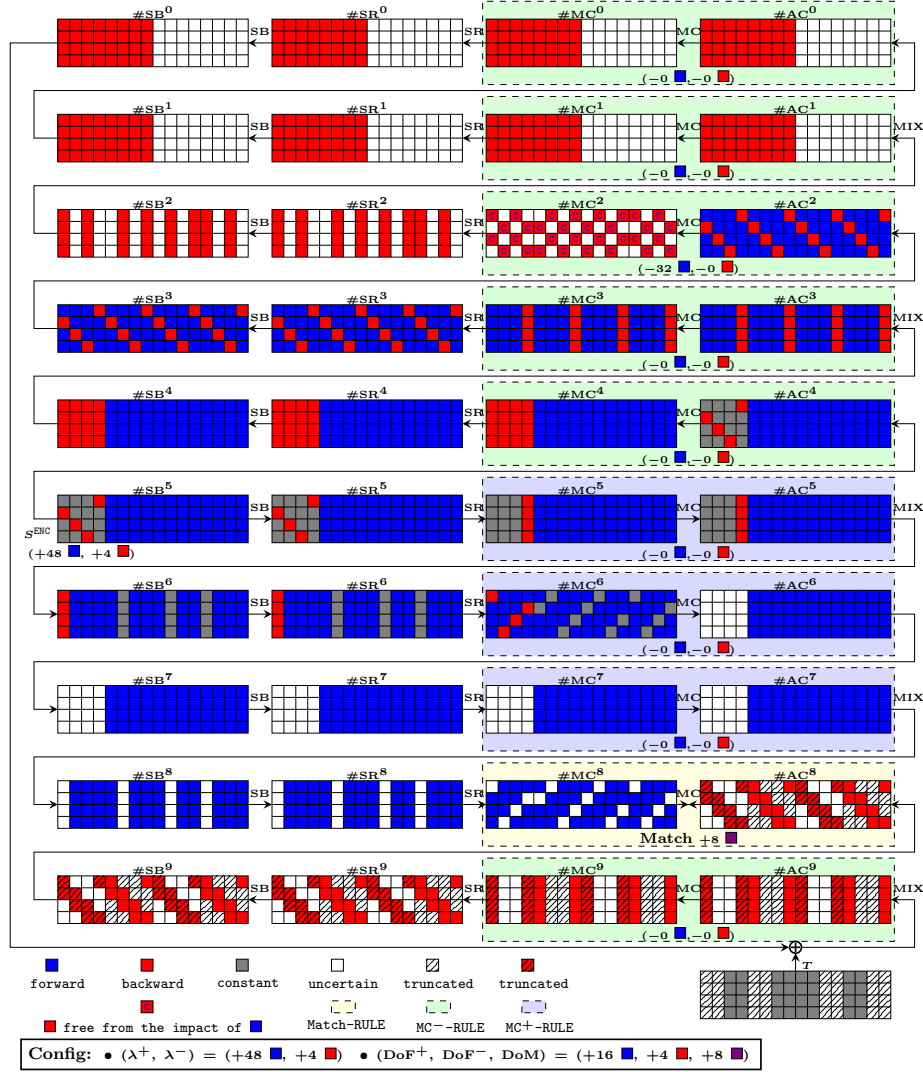 #SB⁰ #SR⁰ #MC⁰ #AC⁰
SB SR MC
(−0 ,−0 )
#SB¹ #SR¹ #MC¹ #AC¹
SB SR MC MIX
(−0 ,−0 )
#SB² #SR² #MC² #AC²
SB SR MC MIX
C C C C C C C C
C C C C C C C C
C C C C C C C C
C C C C C C C C
(−32 ,−0 )
#SB³ #SR³ #MC³ #AC³
SB SR MC MIX
(−0 ,−0 )
#SB⁴ #SR⁴ #MC⁴ #AC⁴
SB SR MC
(−0 ,−0 )
#SB⁵ #SR⁵ #MC⁵ #AC⁵
SB SR MC MIX
S^ENC
(+48 , +4 ) (−0 ,−0 )
#SB⁶ #SR⁶ #MC⁶ #AC⁶
SB SR MC
(−0 ,−0 )
#SB⁷ #SR⁷ #MC⁷ #AC⁷
SB SR MC MIX
(−0 ,−0 )
#SB⁸ #SR⁸ #MC⁸ #AC⁸
SB SR MC
Match +8
#SB⁹ #SR⁹ #MC⁹ #AC⁹
SB SR MC MIX
(−0 ,−0 )
T
forward backward constant uncertain truncated truncated
C
free from the impact of Match-RULE MC⁻-RULE MC⁺-RULE
Config: • (λ⁺, λ⁻) = (+48 , +4 ) • (DoF⁺, DoF⁻, DoM) = (+16 , +4 , +8 )